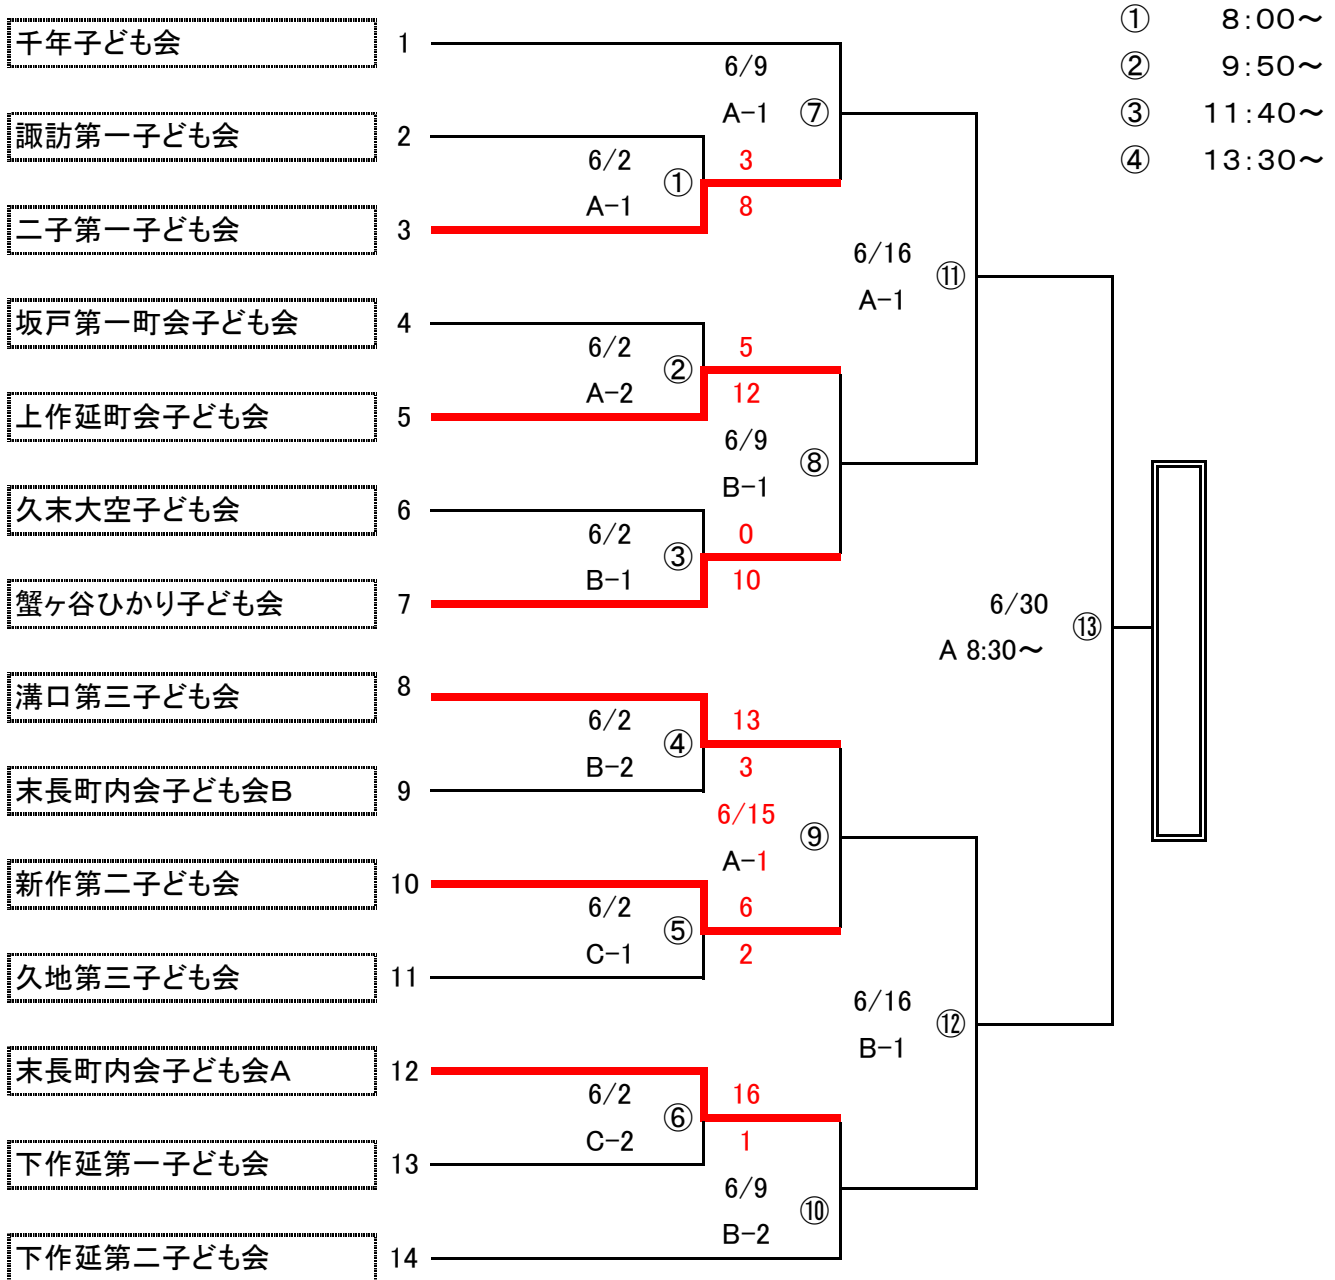 ① 8:00～
千年子ども会 1
6/9
② 9:50～
A-1 ⑦
③ 11:40～
諏訪第一子ども会 2
6/2
3
④ 13:30～
①
A-1
8
二子第一子ども会 3
6/16
⑪
A-1
坂戸第一町会子ども会 4
6/2
5
②
A-2
12
上作延町会子ども会 5
6/9
⑧
B-1
久末大空子ども会 6
6/2
0
③
B-1
10
蟹ヶ谷ひかり子ども会 7
6/30
⑬
A 8:30～
溝口第三子ども会 8
6/2
13
④
B-2
3
末長町内会子ども会B 9
6/15
⑨
A-1
新作第二子ども会 10
6/2
6
⑤
C-1
2
久地第三子ども会 11
6/16
⑫
B-1
末長町内会子ども会A 12
6/2
16
⑥
C-2
1
下作延第一子ども会 13
6/9
⑩
B-2
下作延第二子ども会 14